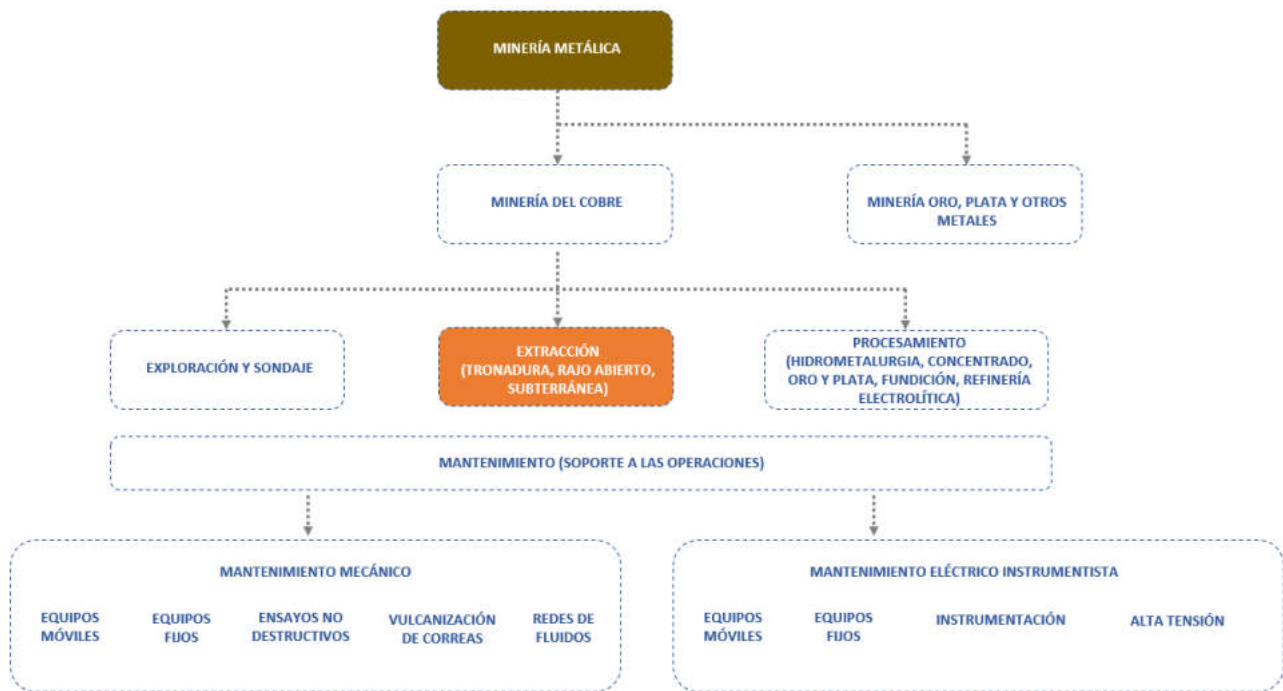 MINERÍA METÁLICA
MINERÍA DEL COBRE
MINERÍA ORO, PLATA Y OTROS
METALES
EXPLORACIÓN Y SONDAJE
EXTRACCIÓN
(TRONADURA, RAJO ABIERTO,
SUBTERRÁNEA)
PROCESAMIENTO
(HIDROMETALURGIA, CONCENTRADO,
ORO Y PLATA, FUNDICIÓN, REFINERÍA
ELECTROLÍTICA)
MANTENIMIENTO (SOPORTE A LAS OPERACIONES)
MANTENIMIENTO MECÁNICO
EQUIPOS
MÓVILES
EQUIPOS
FIJOS
ENSAYOS NO
DESTRUCTIVOS
VULCANIZACIÓN
DE CORREAS
REDES DE
FLUIDOS
MANTENIMIENTO ELÉCTRICO INSTRUMENTISTA
EQUIPOS
MÓVILES
EQUIPOS
FIJOS
INSTRUMENTACIÓN
ALTA TENSIÓN